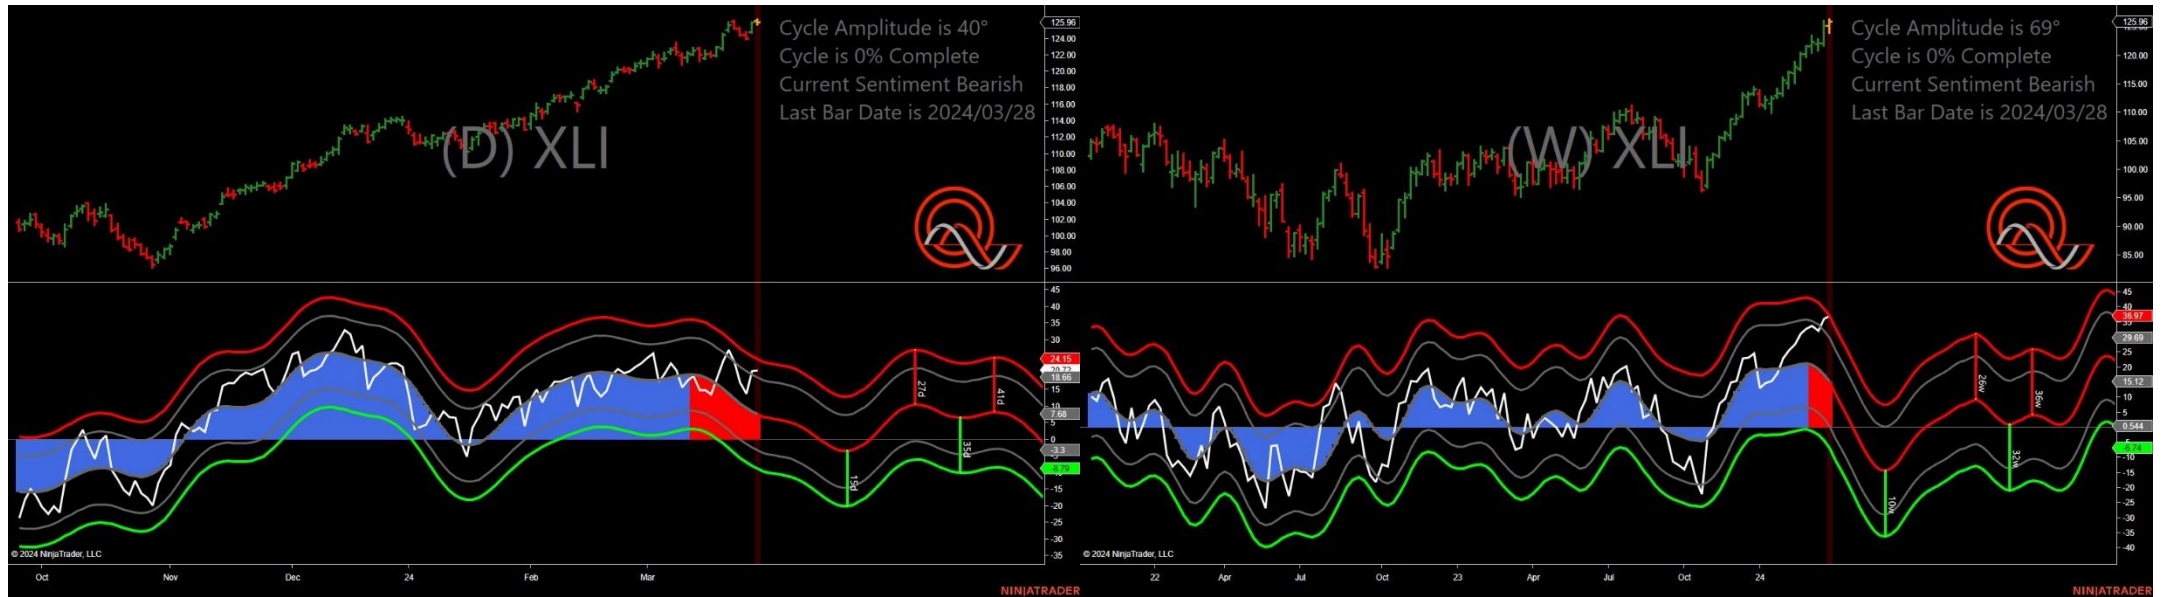 Cycle Amplitude is 40°
Cycle is 0% Complete
Current Sentiment Bearish
Last Bar Date is 2024/03/28
(D) XLI
125.96
124.00
122.00
120.00
118.00
116.00
114.00
112.00
110.00
108.00
106.00
104.00
102.00
100.00
98.00
96.00
45
40
35
30
24.15
20.72
18.66
15
10
7.68
5
0
-3.3
-8.79
-15
-20
-25
-30
-35
27d
41d
15d
35d
© 2024 NinjaTrader, LLC
Oct
Nov
Dec
24
Feb
Mar
NINJATRADER
Cycle Amplitude is 69°
Cycle is 0% Complete
Current Sentiment Bearish
Last Bar Date is 2024/03/28
(W) XLI
125.96
120.00
115.00
110.00
105.00
100.00
95.00
90.00
85.00
45
40
36.97
29.69
25
20
15.12
10
5
0.544
-6.74
-10
-15
-20
-25
-30
-35
-40
26w
36w
10w
32w
© 2024 NinjaTrader, LLC
22
Apr
Jul
Oct
23
Apr
Jul
Oct
24
NINJATRADER